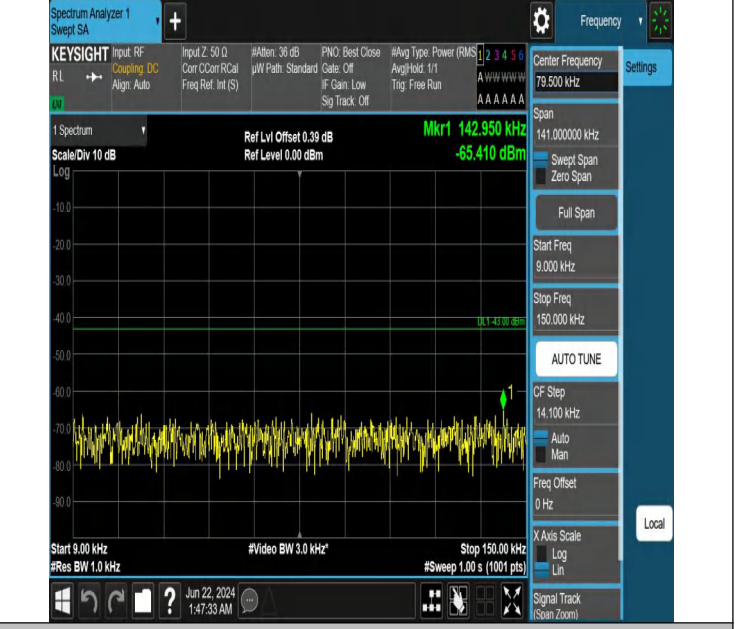 Spectrum Analyzer 1
Swept SA
+
Frequency
KEYSIGHT
RL
Input: RF
Coupling: DC
Align: Auto
Input Z: 50 Ω
Corr CCorr RCal
Freq Ref: Int (S)
#Atten: 36 dB
µW Path: Standard
PNO: Best Close
Gate: Off
IF Gain: Low
Sig Track: Off
#Avg Type: Power (RMS
Avg|Hold: 1/1
Trig: Free Run
1 2 3 4 5 6
A W W W W W
A A A A A A
1 Spectrum
Scale/Div 10 dB
Log
Ref Lvl Offset 0.39 dB
Ref Level 0.00 dBm
Mkr1 142.950 kHz
-65.410 dBm
-10.0
-20.0
-30.0
-40.0
-50.0
-60.0
-70.0
-80.0
-90.0
DL1 -43.00 dBm
1
Start 9.00 kHz
#Res BW 1.0 kHz
#Video BW 3.0 kHz*
Stop 150.00 kHz
#Sweep 1.00 s (1001 pts)
Center Frequency
79.500 kHz
Settings
Span
141.000000 kHz
Swept Span
Zero Span
Full Span
Start Freq
9.000 kHz
Stop Freq
150.000 kHz
AUTO TUNE
CF Step
14.100 kHz
Auto
Man
Freq Offset
0 Hz
X Axis Scale
Log
Lin
Local
Signal Track
(Span Zoom)
?
Jun 22, 2024
1:47:33 AM